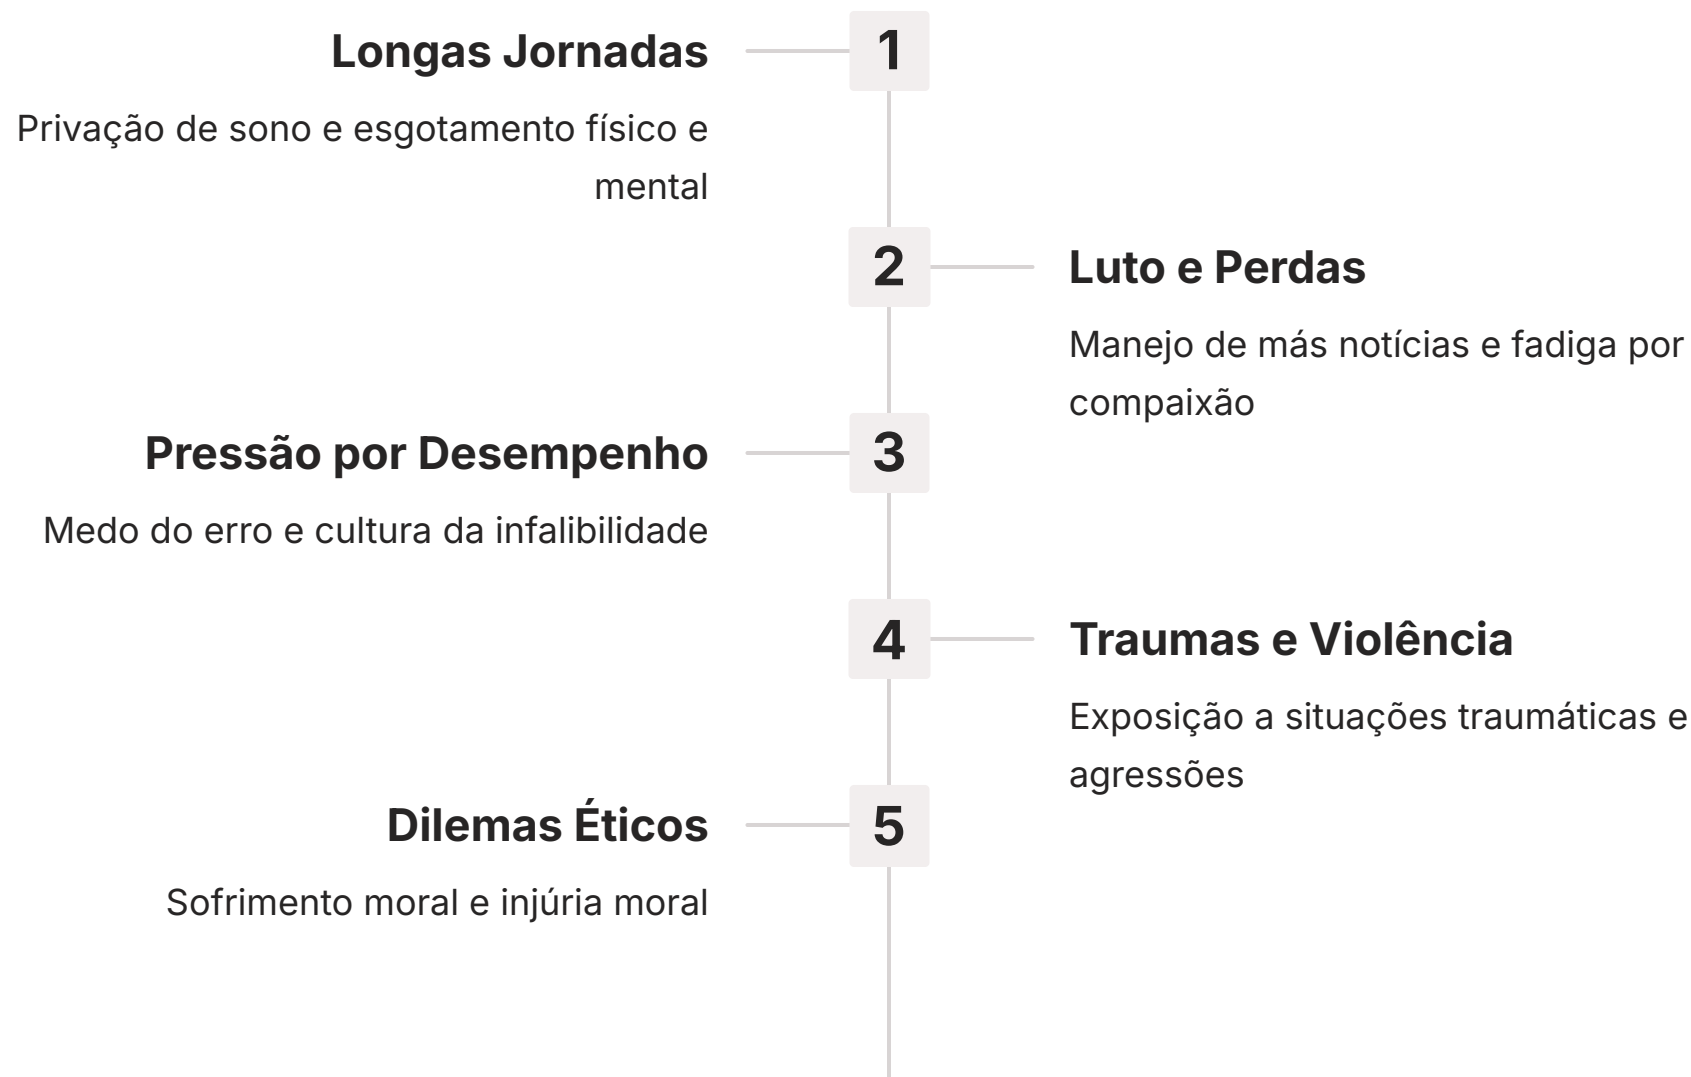 1
Longas Jornadas
Privação de sono e esgotamento físico e
mental
2
Luto e Perdas
Manejo de más notícias e fadiga por
compaixão
3
Pressão por Desempenho
Medo do erro e cultura da infalibilidade
4
Traumas e Violência
Exposição a situações traumáticas e
agressões
5
Dilemas Éticos
Sofrimento moral e injúria moral